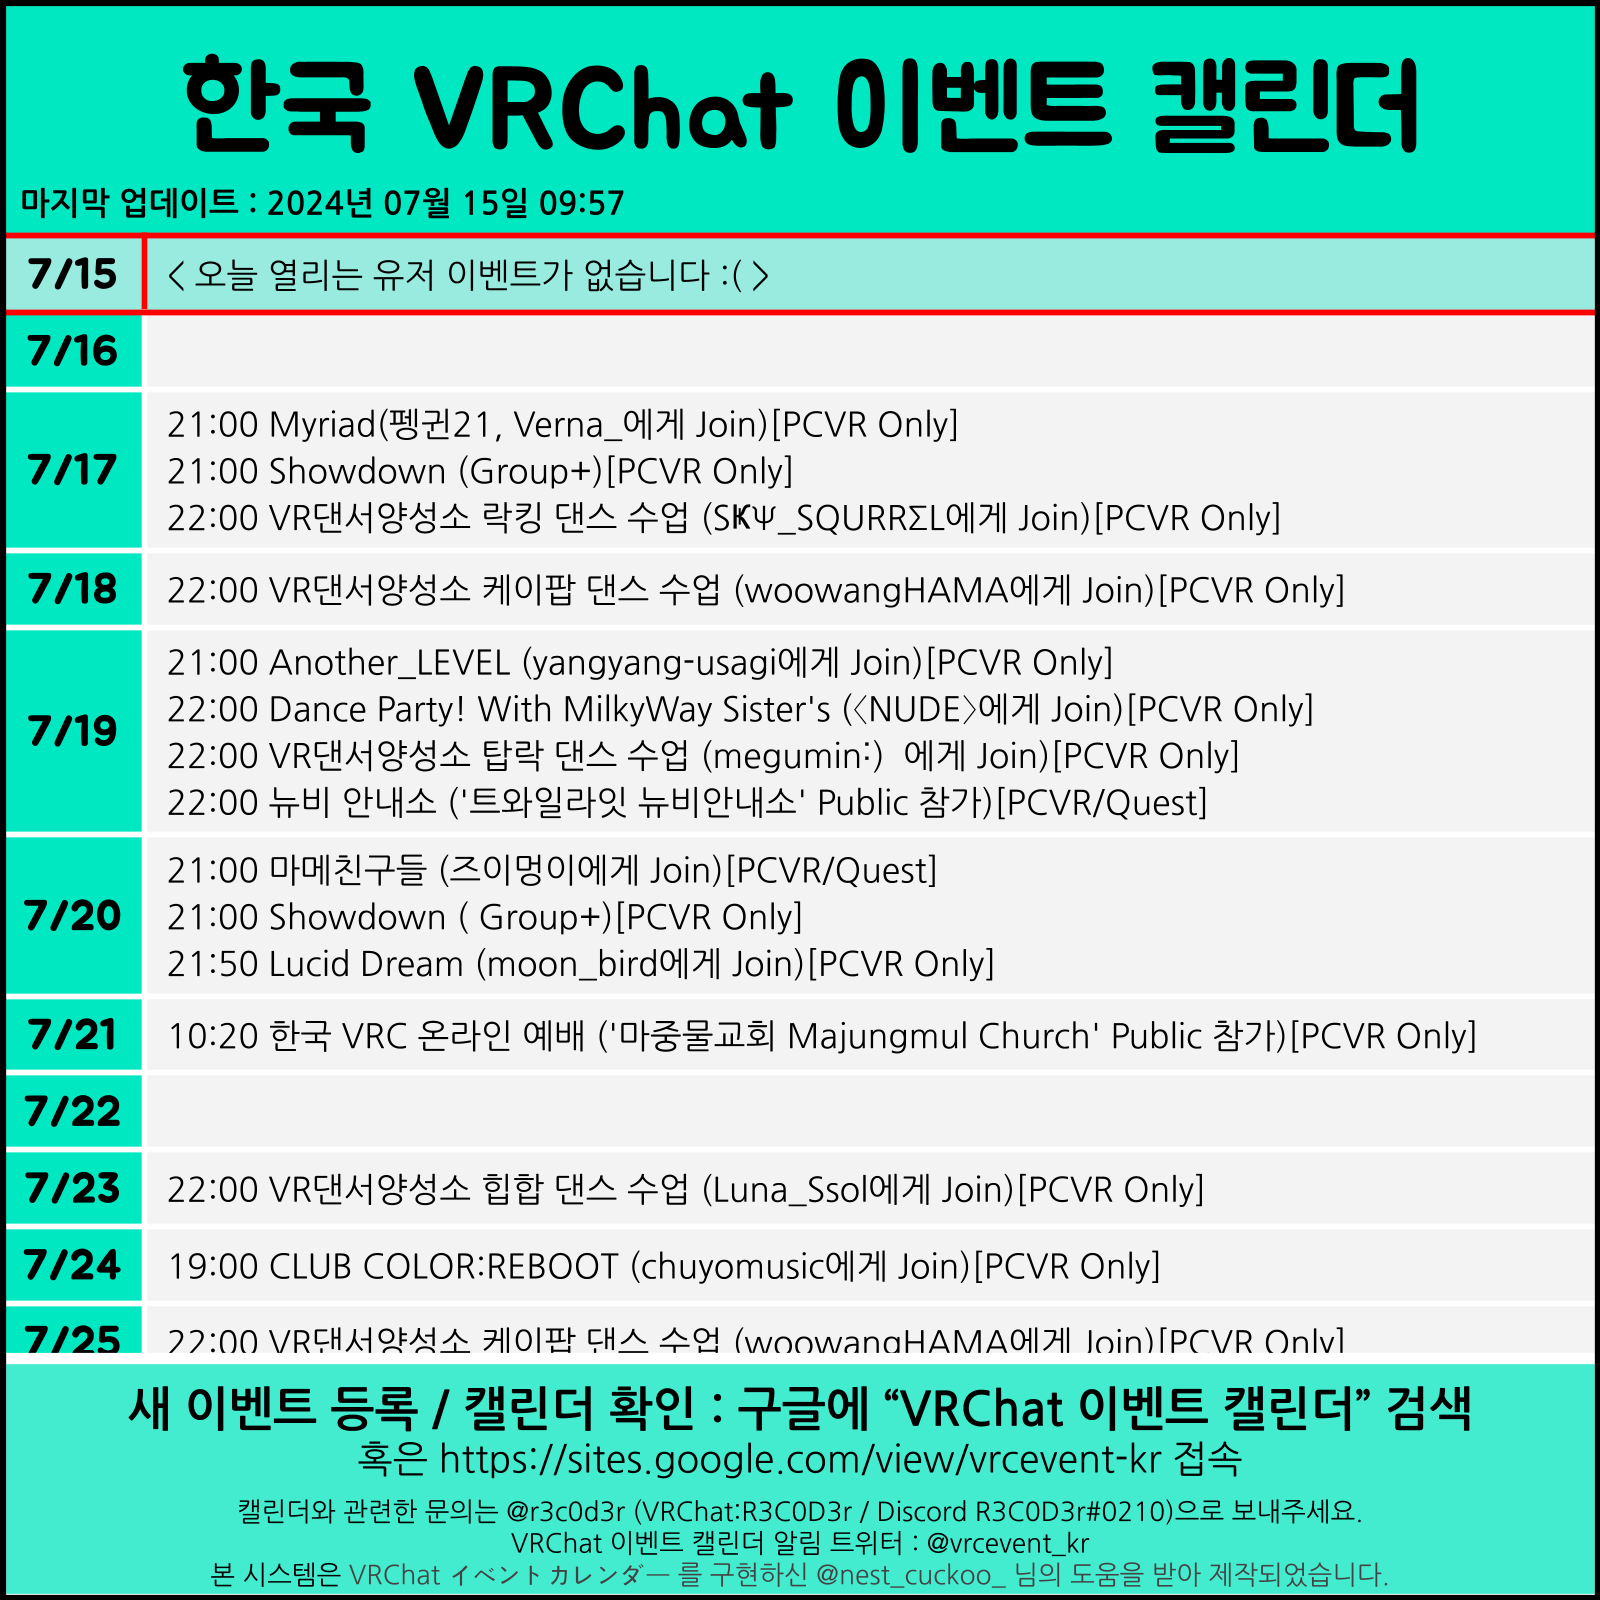 한국 VRChat 이벤트 캘린더
마지막 업데이트 : 2024년 07월 15일 09:57
7/15
< 오늘 열리는 유저 이벤트가 없습니다 :( >
7/16
7/17
21:00 Myriad(펭귄21, Verna_에게 Join)[PCVR Only]
21:00 Showdown (Group+)[PCVR Only]
22:00 VR댄서양성소 락킹 댄스 수업 (S₭Ψ_SQURRΣL에게 Join)[PCVR Only]
7/18
22:00 VR댄서양성소 케이팝 댄스 수업 (woowangHAMA에게 Join)[PCVR Only]
7/19
21:00 Another_LEVEL (yangyang-usagi에게 Join)[PCVR Only]
22:00 Dance Party! With MilkyWay Sister's (〈NUDE〉에게 Join)[PCVR Only]
22:00 VR댄서양성소 탑락 댄스 수업 (megumin:)  에게 Join)[PCVR Only]
22:00 뉴비 안내소 ('트와일라잇 뉴비안내소' Public 참가)[PCVR/Quest]
7/20
21:00 마메친구들 (즈이멍이에게 Join)[PCVR/Quest]
21:00 Showdown ( Group+)[PCVR Only]
21:50 Lucid Dream (moon_bird에게 Join)[PCVR Only]
7/21
10:20 한국 VRC 온라인 예배 ('마중물교회 Majungmul Church' Public 참가)[PCVR Only]
7/22
7/23
22:00 VR댄서양성소 힙합 댄스 수업 (Luna_Ssol에게 Join)[PCVR Only]
7/24
19:00 CLUB COLOR:REBOOT (chuyomusic에게 Join)[PCVR Only]
7/25
22:00 VR댄서양성소 케이팝 댄스 수업 (woowangHAMA에게 Join)[PCVR Only]
새 이벤트 등록 / 캘린더 확인 : 구글에 “VRChat 이벤트 캘린더” 검색
혹은 https://sites.google.com/view/vrcevent-kr 접속
캘린더와 관련한 문의는 @r3c0d3r (VRChat:R3C0D3r / Discord R3C0D3r#0210)으로 보내주세요.
VRChat 이벤트 캘린더 알림 트위터 : @vrcevent_kr
본 시스템은 VRChat イベントカレンダー 를 구현하신 @nest_cuckoo_ 님의 도움을 받아 제작되었습니다.